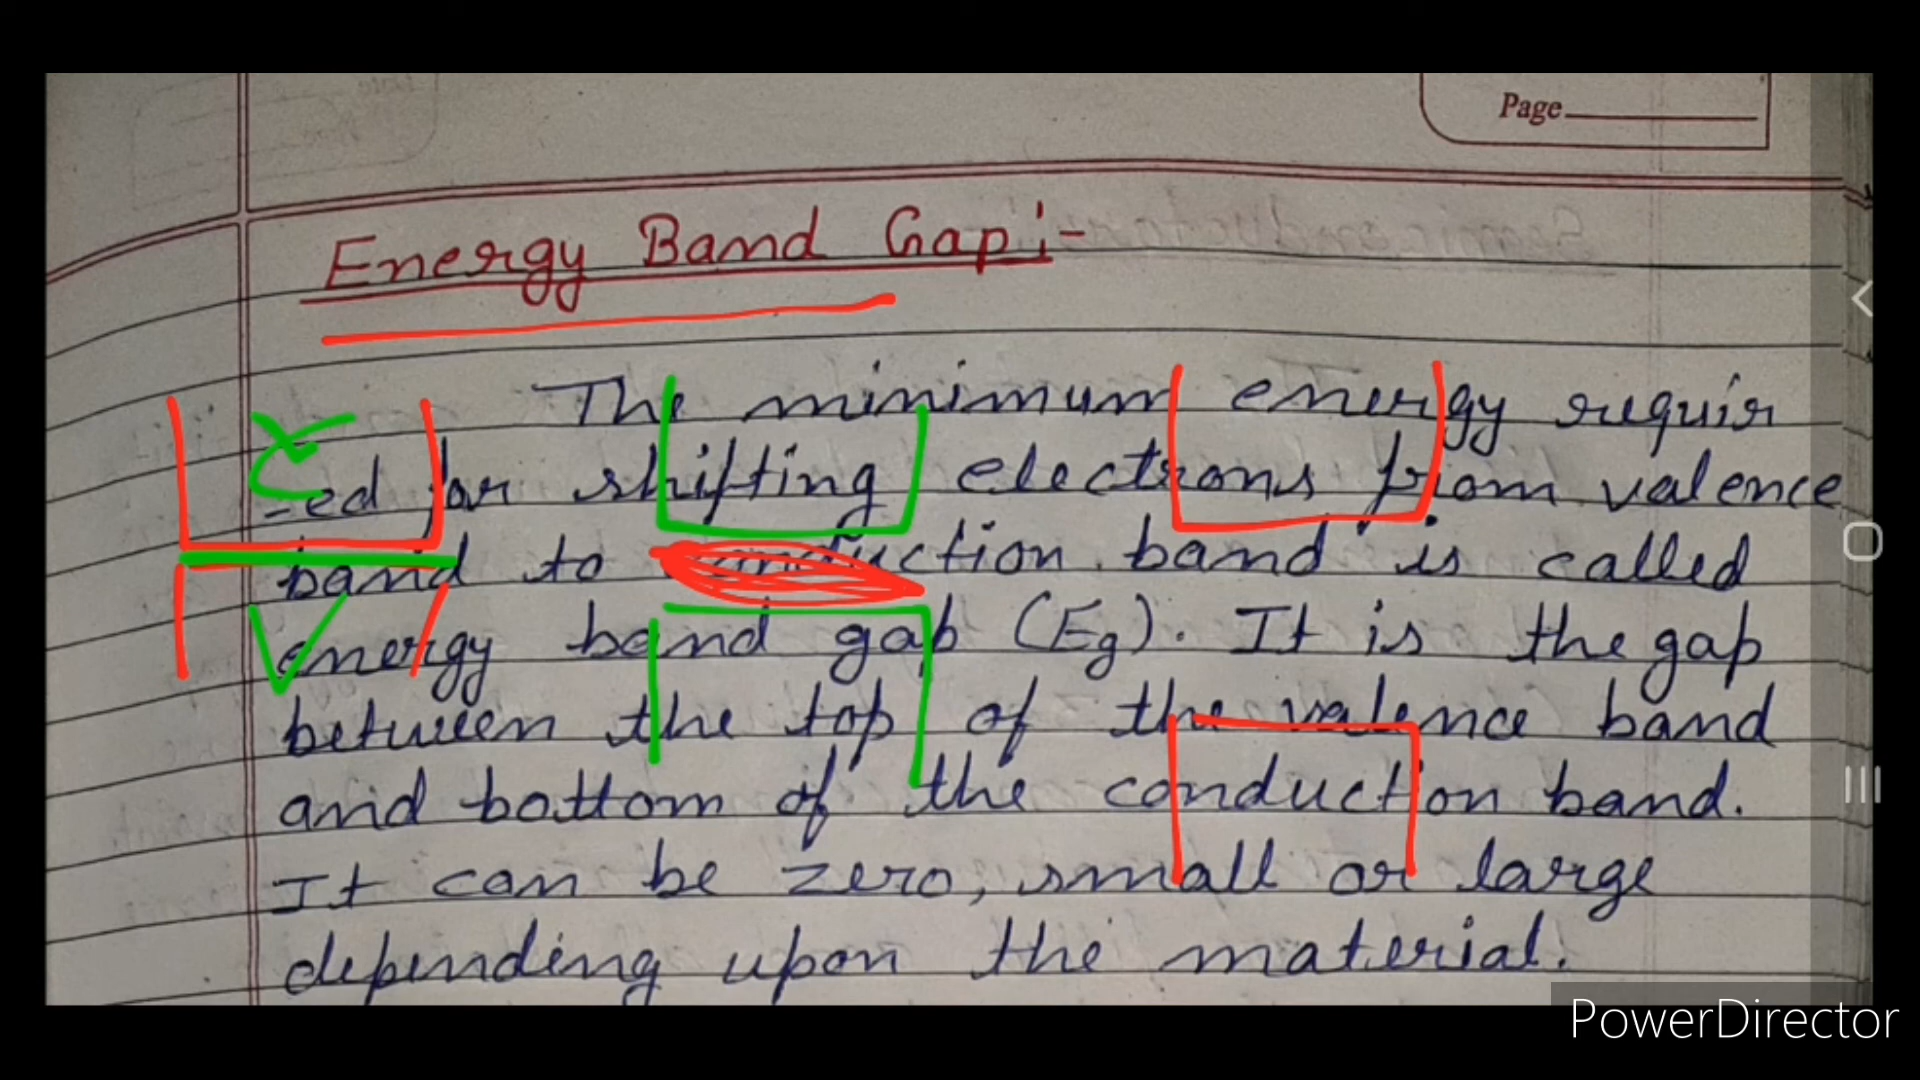 Page
Energy Band Gap:-
The minimum energy requir
-ed for shifting electrons from valence
band to conduction band is called
energy band gap (Eg). It is the gap
between the top of the valence band
and bottom of the conduction band.
It can be zero, small or large
depending upon the material.
C
V
PowerDirector